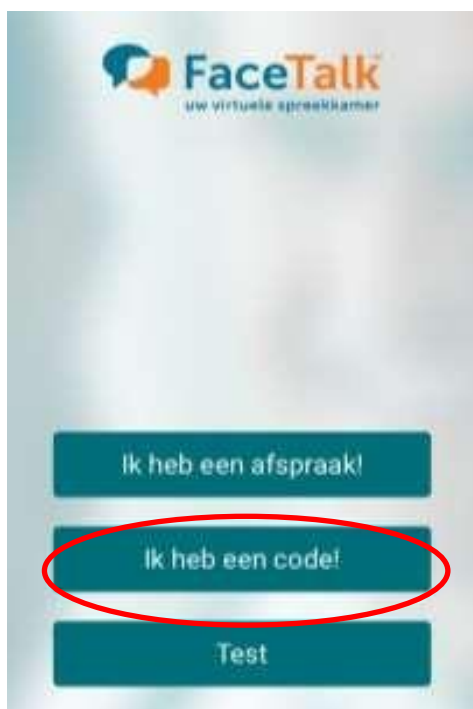 FaceTalk
uw virtuele spreekkamer
Ik heb een afspraak!
Ik heb een code!
Test